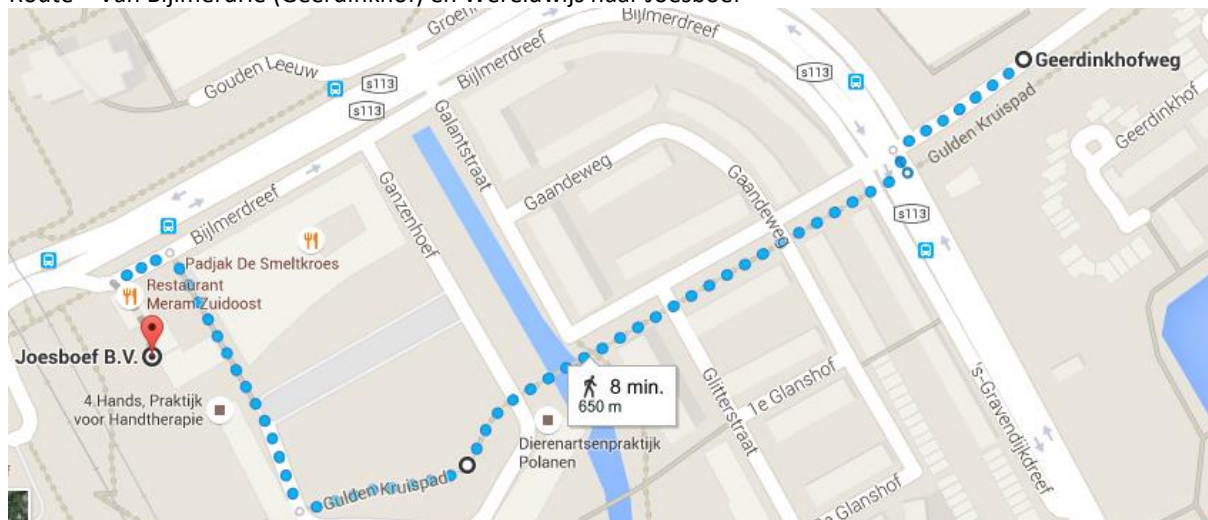 Route – van Bijlmerdrie (Geerdinkhof) en Wereldwijs naar Joesboef
Bijlmerdreef
Gouden Leeuw
s113
s113
Bijlmerdreef
s113
Geerdinkhofweg
Galantstraat
Gulden Kruispad
Geerdinkhof
Gaandeweg
Gaandeweg
Ganzenhoef
s113
Bijlmerdreef
Padjak De Smeltkroes
Restaurant
Meram Zuidoost
Joesboef B.V.
8 min.
650 m
4.Hands, Praktijk
voor Handtherapie
Glitterstraat
1e Glanshof
's-Gravendijkdreef
Dierenartsenpraktijk
Polanen
Gulden Kruispad
Glanshof